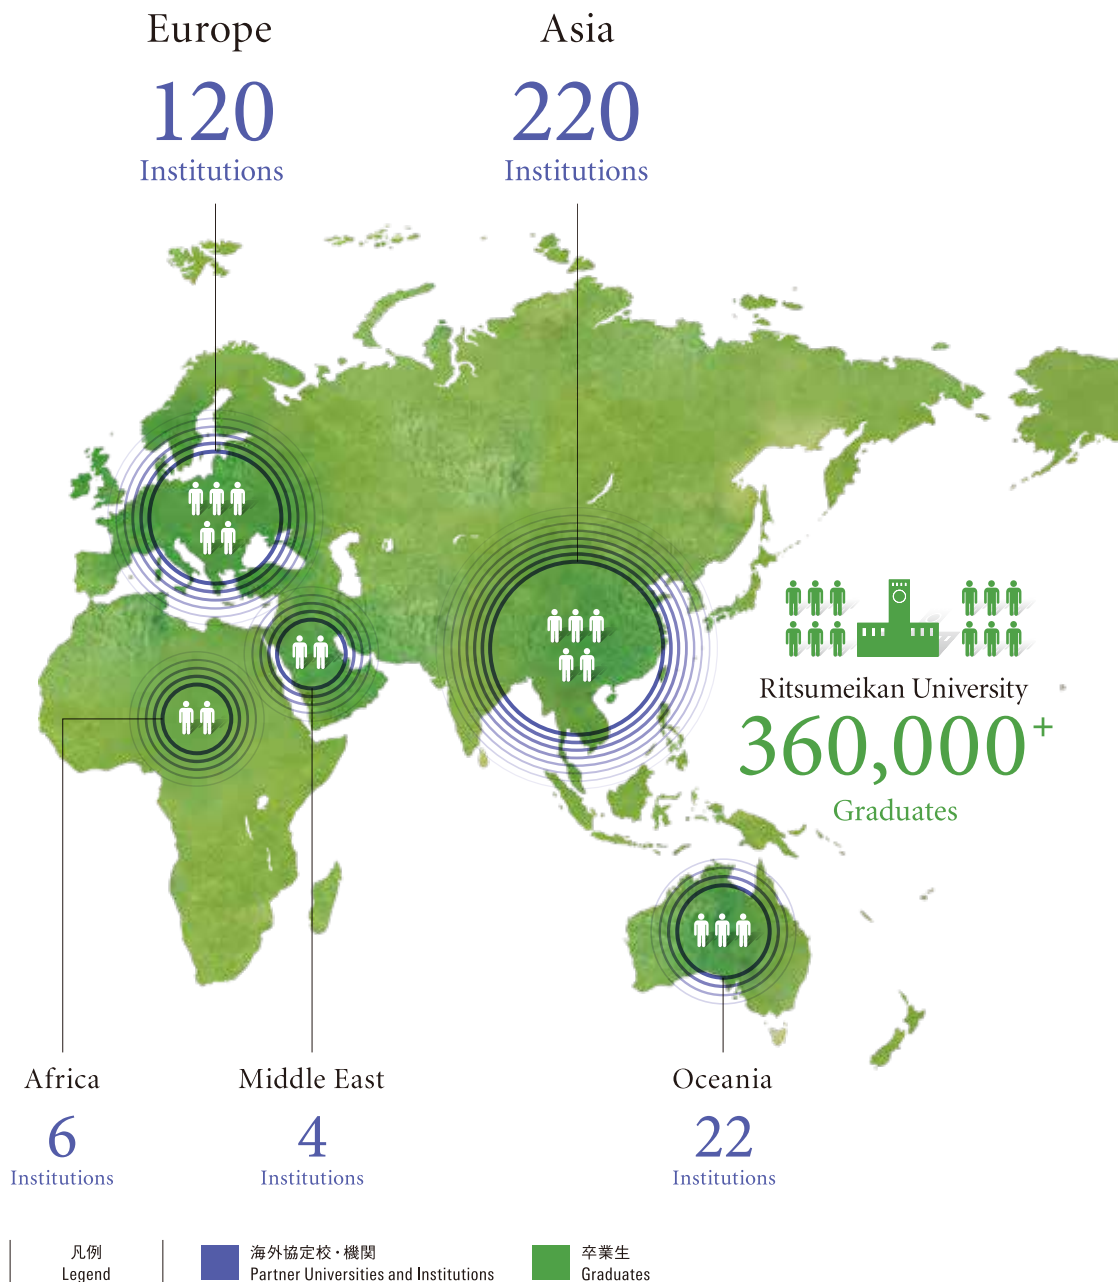 Europe
120
Institutions
Asia
220
Institutions
Ritsumeikan University
360,000+
Graduates
Africa
6
Institutions
Middle East
4
Institutions
Oceania
22
Institutions
凡例
Legend
海外協定校・機関
Partner Universities and Institutions
卒業生
Graduates